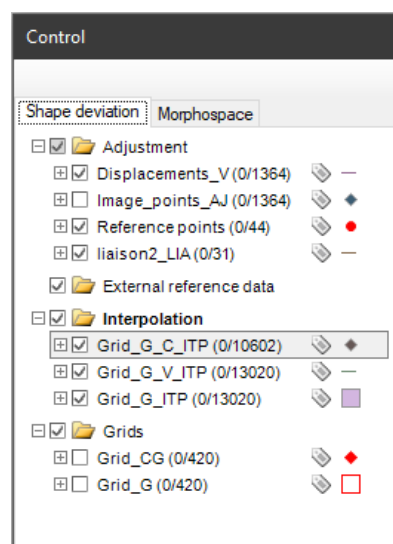 Control
Shape deviation Morphospace
Adjustment
Displacements_V (0/1364)
Image_points_AJ (0/1364)
Reference points (0/44)
liaison2_LIA (0/31)
External reference data
Interpolation
Grid_G_C_ITP (0/10602)
Grid_G_V_ITP (0/13020)
Grid_G_ITP (0/13020)
Grids
Grid_CG (0/420)
Grid_G (0/420)